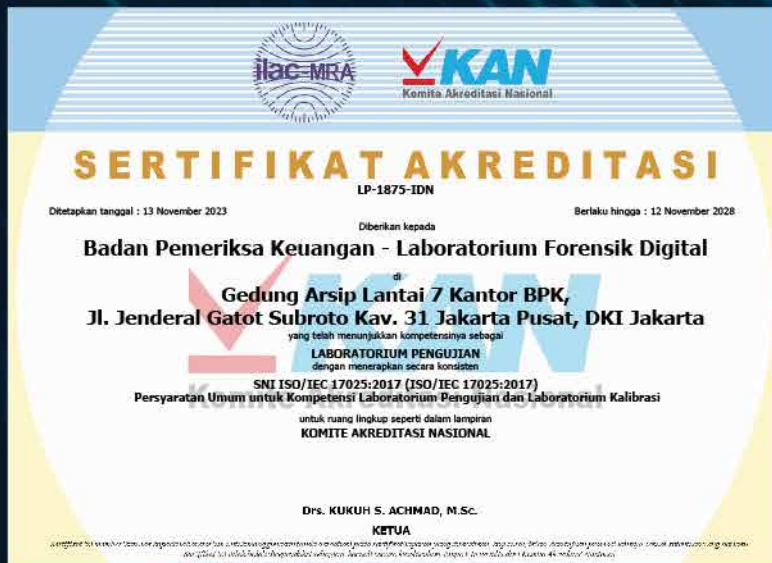 ilac-MRA
KAN
Komite Akreditasi Nasional
SERTIFIKAT AKREDITASI
LP-1875-IDN
Ditetapkan tanggal : 13 November 2023
Berlaku hingga : 12 November 2028
Diberikan kepada
Badan Pemeriksa Keuangan - Laboratorium Forensik Digital
di
Gedung Arsip Lantai 7 Kantor BPK,
Jl. Jenderal Gatot Subroto Kav. 31 Jakarta Pusat, DKI Jakarta
yang telah menunjukkan kompetensinya sebagai
LABORATORIUM PENGUJIAN
dengan menerapkan secara konsisten
SNI ISO/IEC 17025:2017 (ISO/IEC 17025:2017)
Persyaratan Umum untuk Kompetensi Laboratorium Pengujian dan Laboratorium Kalibrasi
KAN
Komite Akreditasi Nasional
untuk ruang lingkup seperti dalam lampiran
KOMITE AKREDITASI NASIONAL
Drs. KUKUH S. ACHMAD, M.Sc.
KETUA